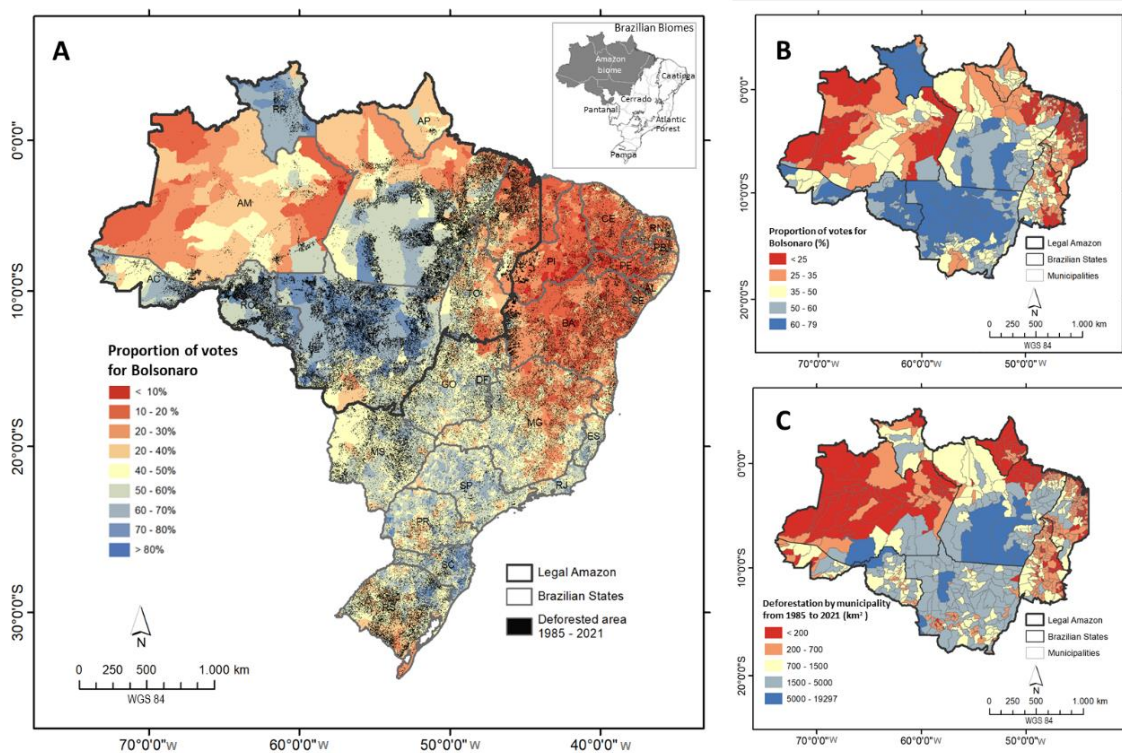 A
Brazilian Biomes
Amazon
biome
Caatinga
Cerrado
Pantanal
Atlantic
Forest
Pampa
RR
AP
AM
PA
MA
CE
RN
PB
PE
PI
AL
SE
AC
RO
TO
BA
GO
DF
MG
ES
MS
SP
RJ
PR
SC
RS
0°0'0"
10°0'0"S
20°0'0"S
30°0'0"S
Proportion of votes
for Bolsonaro
< 10%
10 - 20 %
20 - 30%
20 - 40%
40 - 50%
50 - 60%
60 - 70%
70 - 80%
> 80%
N
0 250 500 1.000 km
WGS 84
Legal Amazon
Brazilian States
Deforested area
1985 - 2021
70°0'0"W 60°0'0"W 50°0'0"W 40°0'0"W
B
0°0'0"
10°0'0"S
20°0'0"S
Proportion of votes for
Bolsonaro (%)
< 25
25 - 35
35 - 50
50 - 60
60 - 79
Legal Amazon
Brazilian States
Municipalities
N
0 250 500 1.000 km
WGS 84
70°0'0"W 60°0'0"W 50°0'0"W
C
0°0'0"
10°0'0"S
20°0'0"S
Deforestation by municipality
from 1985 to 2021 (km²)
< 200
200 - 700
700 - 1500
1500 - 5000
5000 - 19297
Legal Amazon
Brazilian States
Municipalities
N
0 250 500 1.000 km
WGS 84
70°0'0"W 60°0'0"W 50°0'0"W